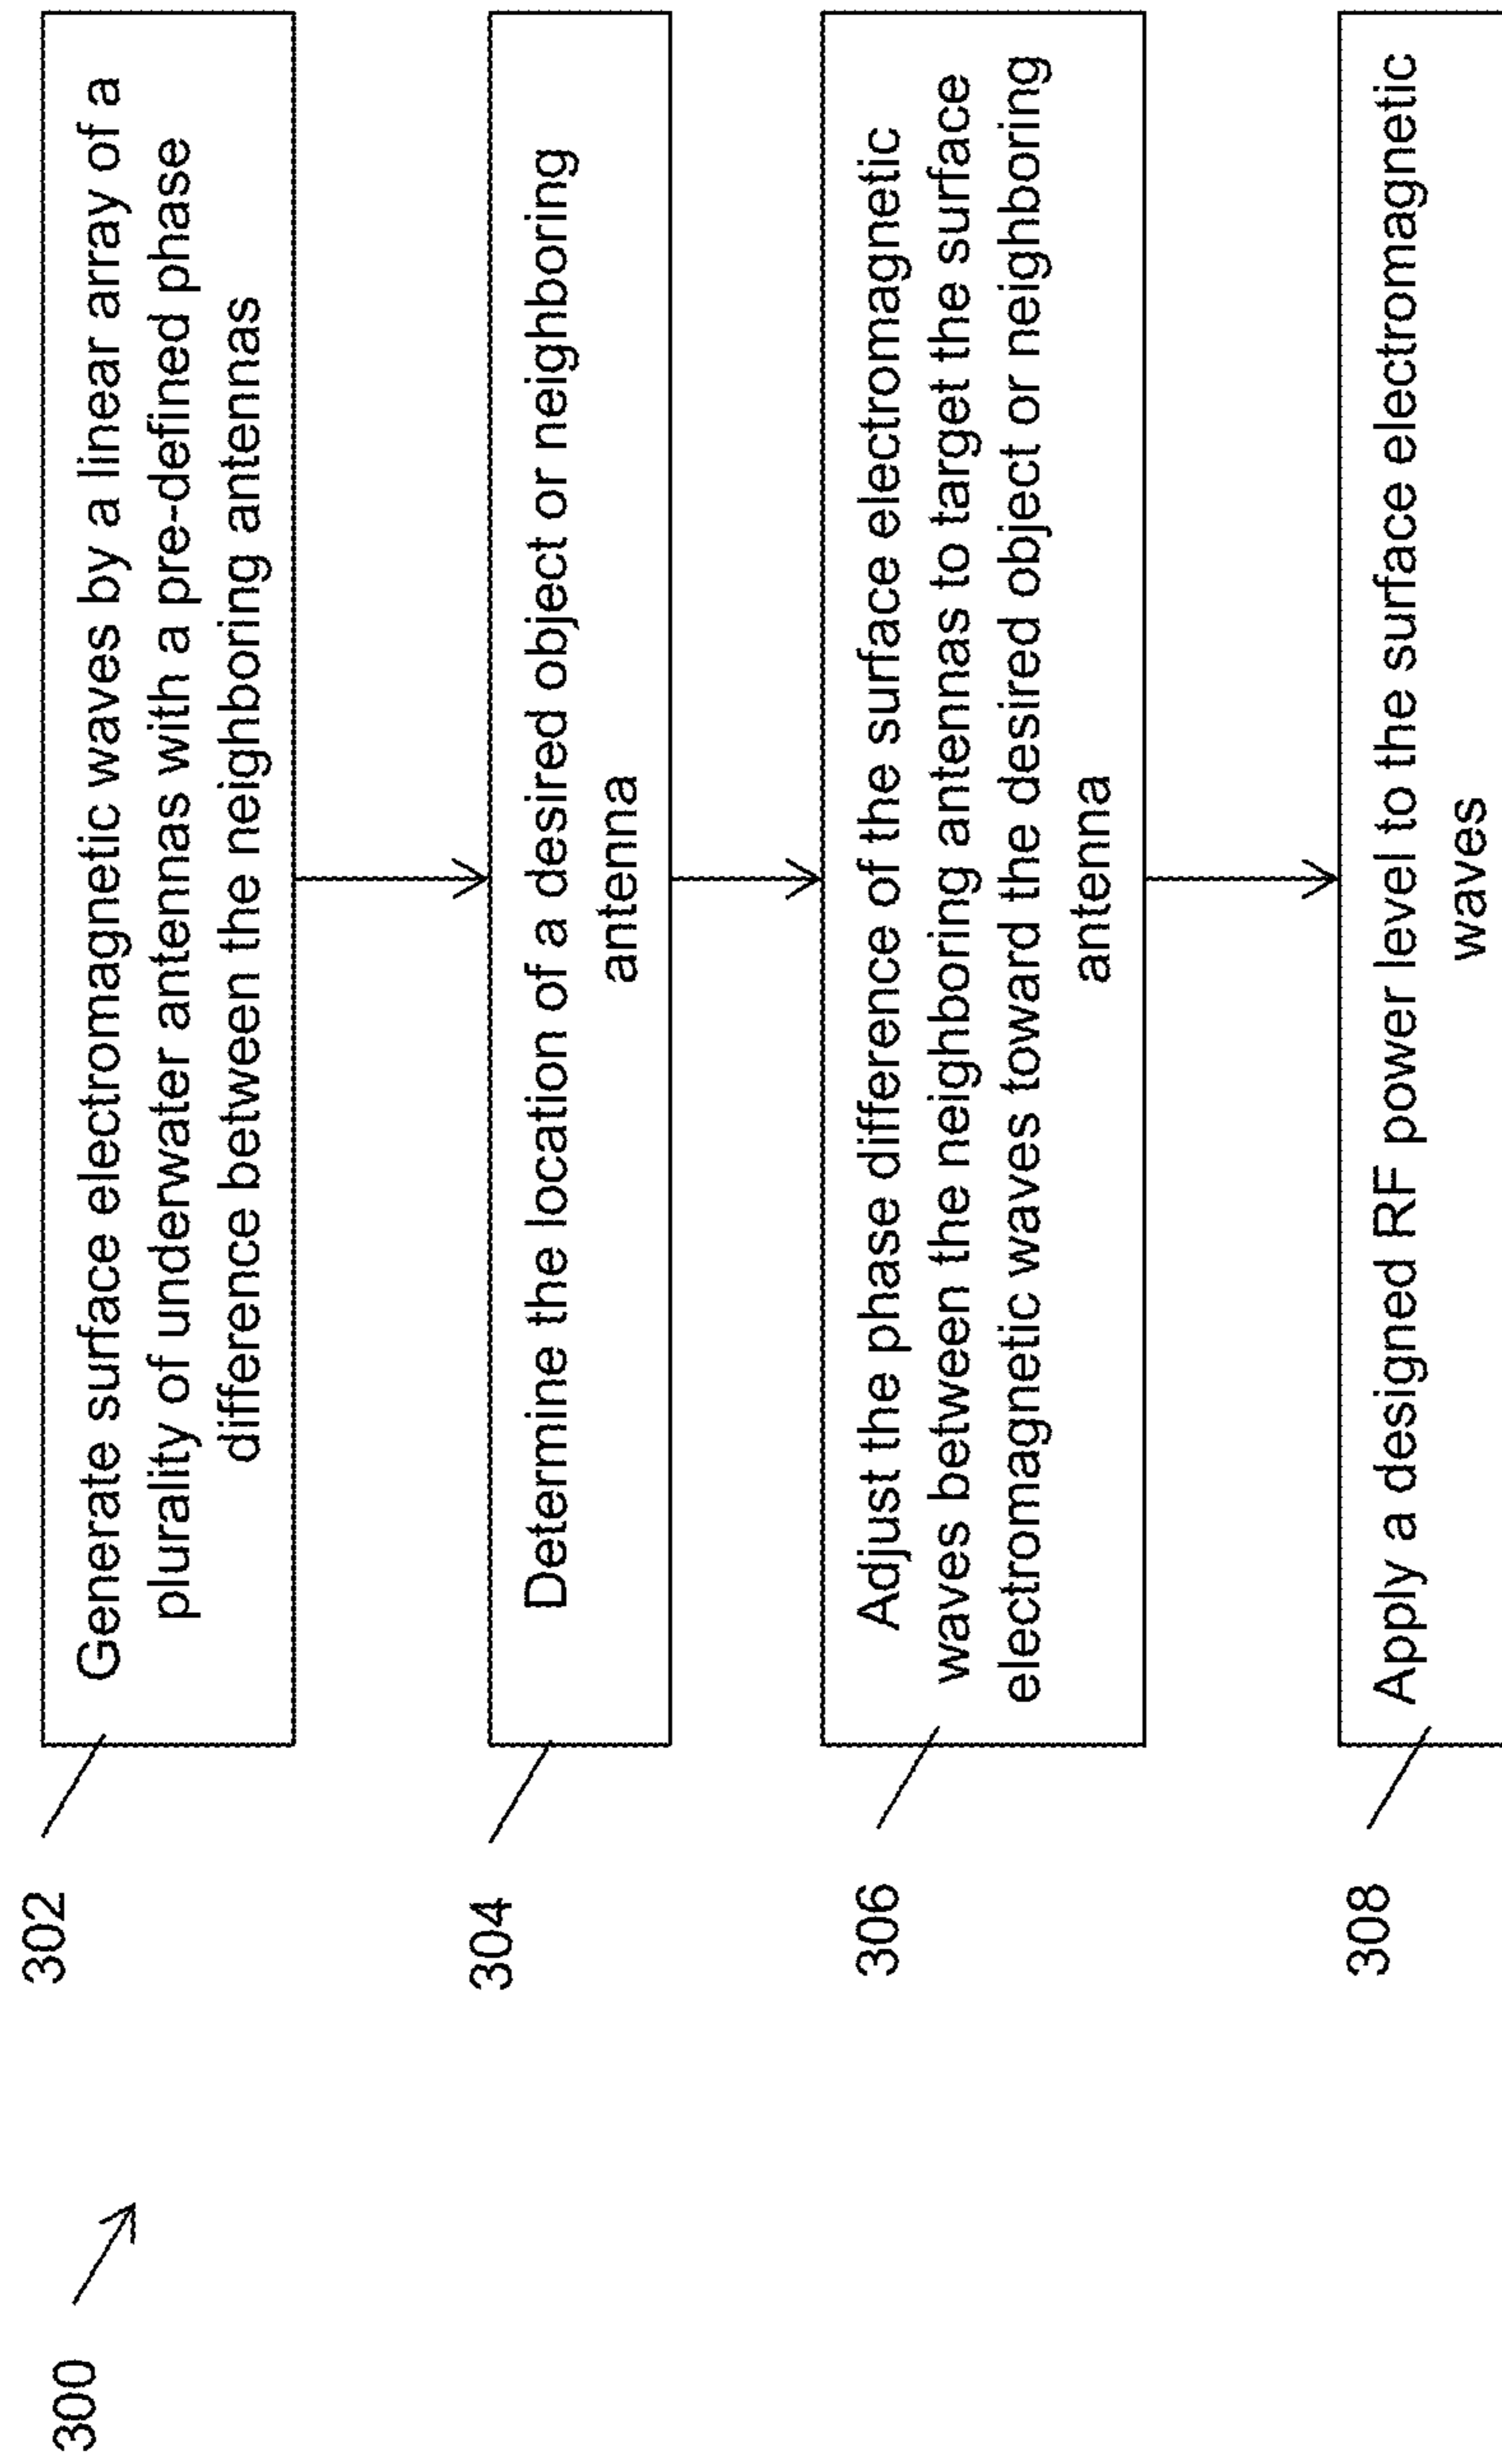 300
302
Generate surface electromagnetic waves by a linear array of a
plurality of underwater antennas with a pre-defined phase
difference between the neighboring antennas
304
Determine the location of a desired object or neighboring
antenna
306
Adjust the phase difference of the surface electromagnetic
waves between the neighboring antennas to target the surface
electromagnetic waves toward the desired object or neighboring
antenna
308
Apply a designed RF power level to the surface electromagnetic
waves